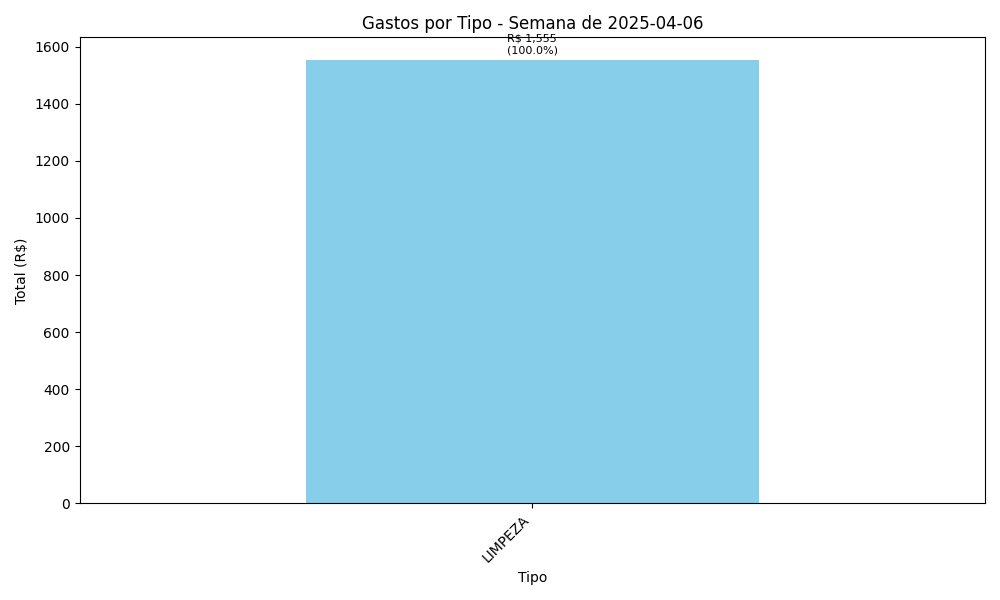 Gastos por Tipo - Semana de 2025-04-06
R$ 1,555
(100.0%)
1600
1400
1200
1000
800
600
400
200
0
Total (R$)
LIMPEZA
Tipo